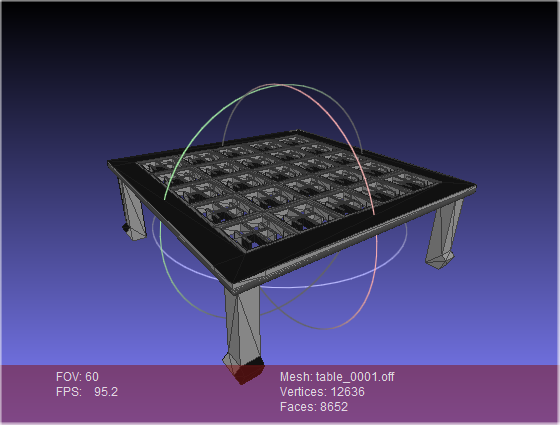 FOV: 60
FPS: 95.2
Mesh: table_0001.off
Vertices: 12636
Faces: 8652